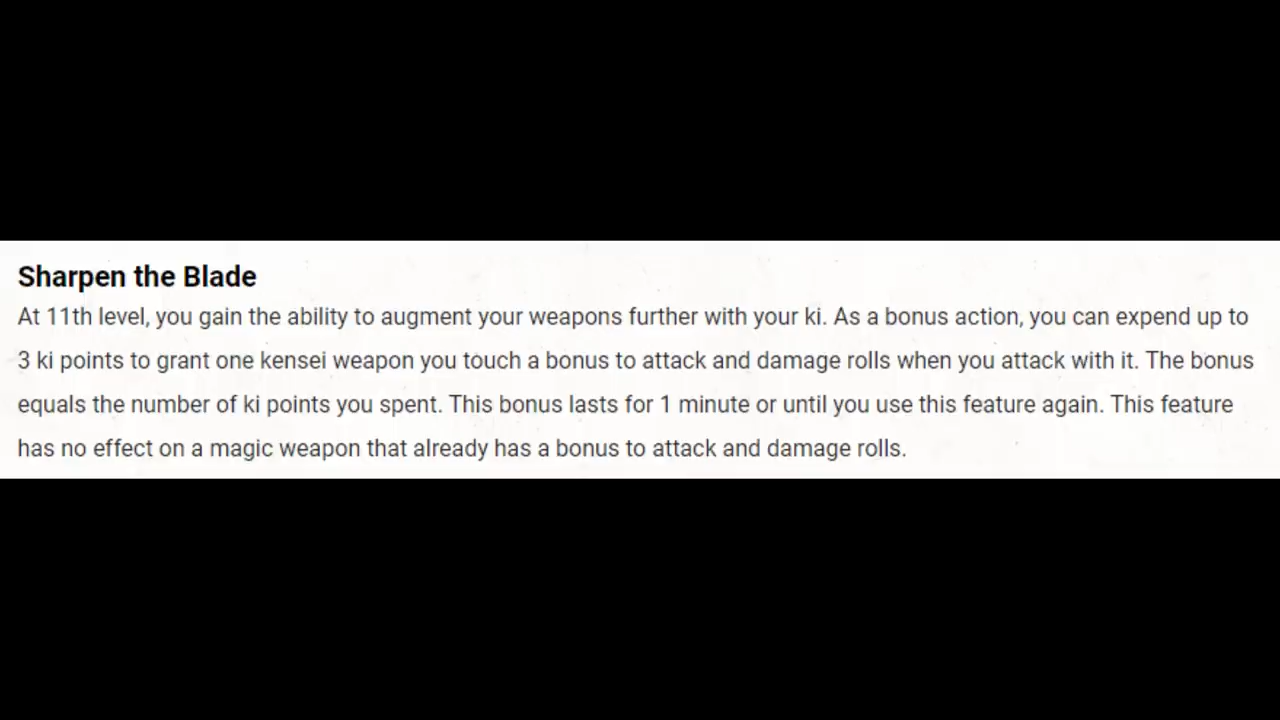 Sharpen the Blade
At 11th level, you gain the ability to augment your weapons further with your ki. As a bonus action, you can expend up to
3 ki points to grant one kensei weapon you touch a bonus to attack and damage rolls when you attack with it. The bonus
equals the number of ki points you spent. This bonus lasts for 1 minute or until you use this feature again. This feature
has no effect on a magic weapon that already has a bonus to attack and damage rolls.